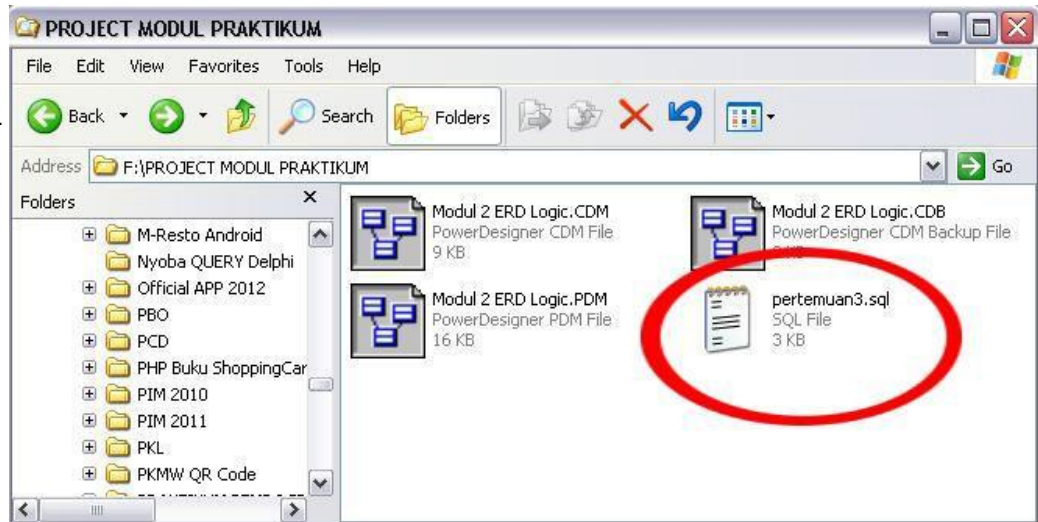 PROJECT MODUL PRAKTIKUM
File Edit View Favorites Tools Help
Back Search Folders
Address F:\PROJECT MODUL PRAKTIKUM Go
Folders
M-Resto Android
Nyoba QUERY Delphi
Official APP 2012
PBO
PCD
PHP Buku ShoppingCar
PIM 2010
PIM 2011
PKL
PKMW QR Code
Modul 2 ERD Logic.CDM
PowerDesigner CDM File
9 KB
Modul 2 ERD Logic.CDB
PowerDesigner CDM Backup File
KB
Modul 2 ERD Logic.PDM
PowerDesigner PDM File
16 KB
pertemuan3.sql
SQL File
3 KB